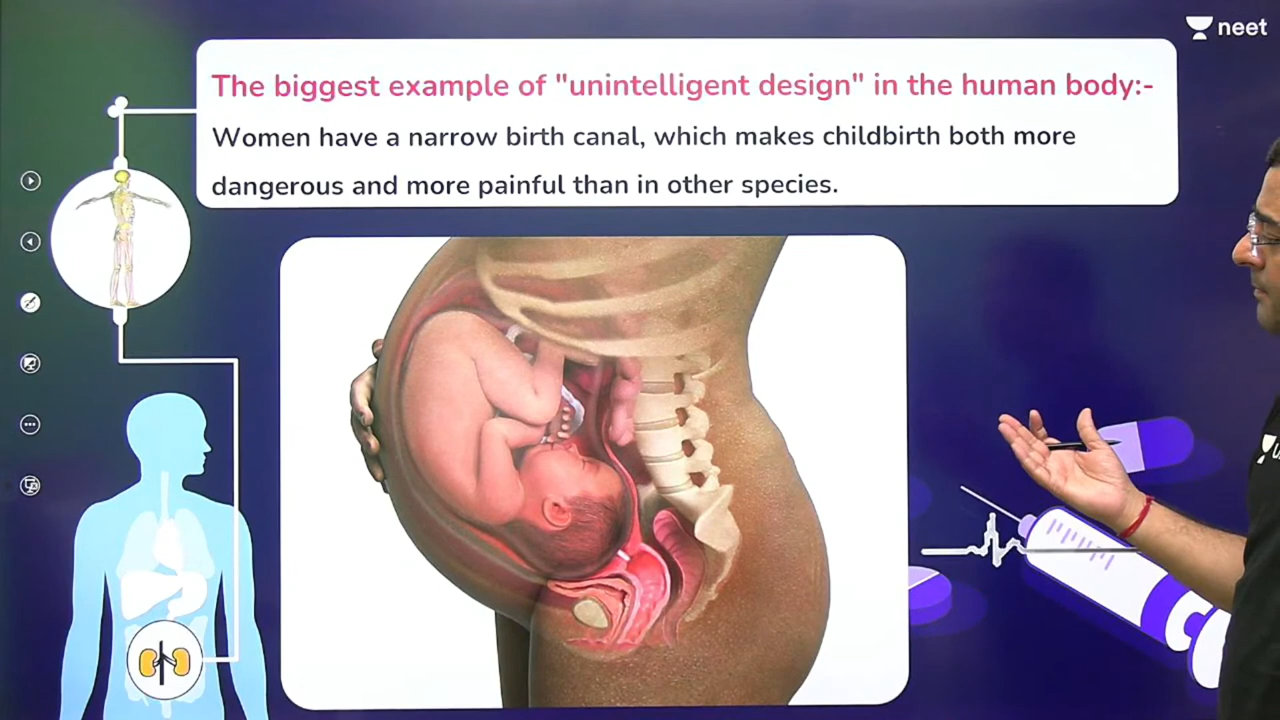 neet
The biggest example of "unintelligent design" in the human body:-
Women have a narrow birth canal, which makes childbirth both more
dangerous and more painful than in other species.